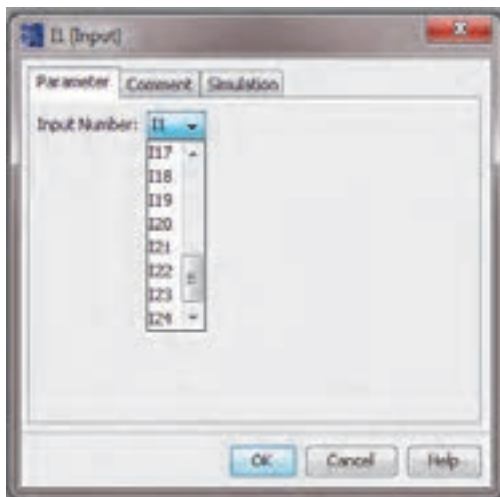 I1 [Input]
Parameter Comment Simulation
Input Number: I1
I17
I18
I19
I20
I21
I22
I23
I24
OK Cancel Help